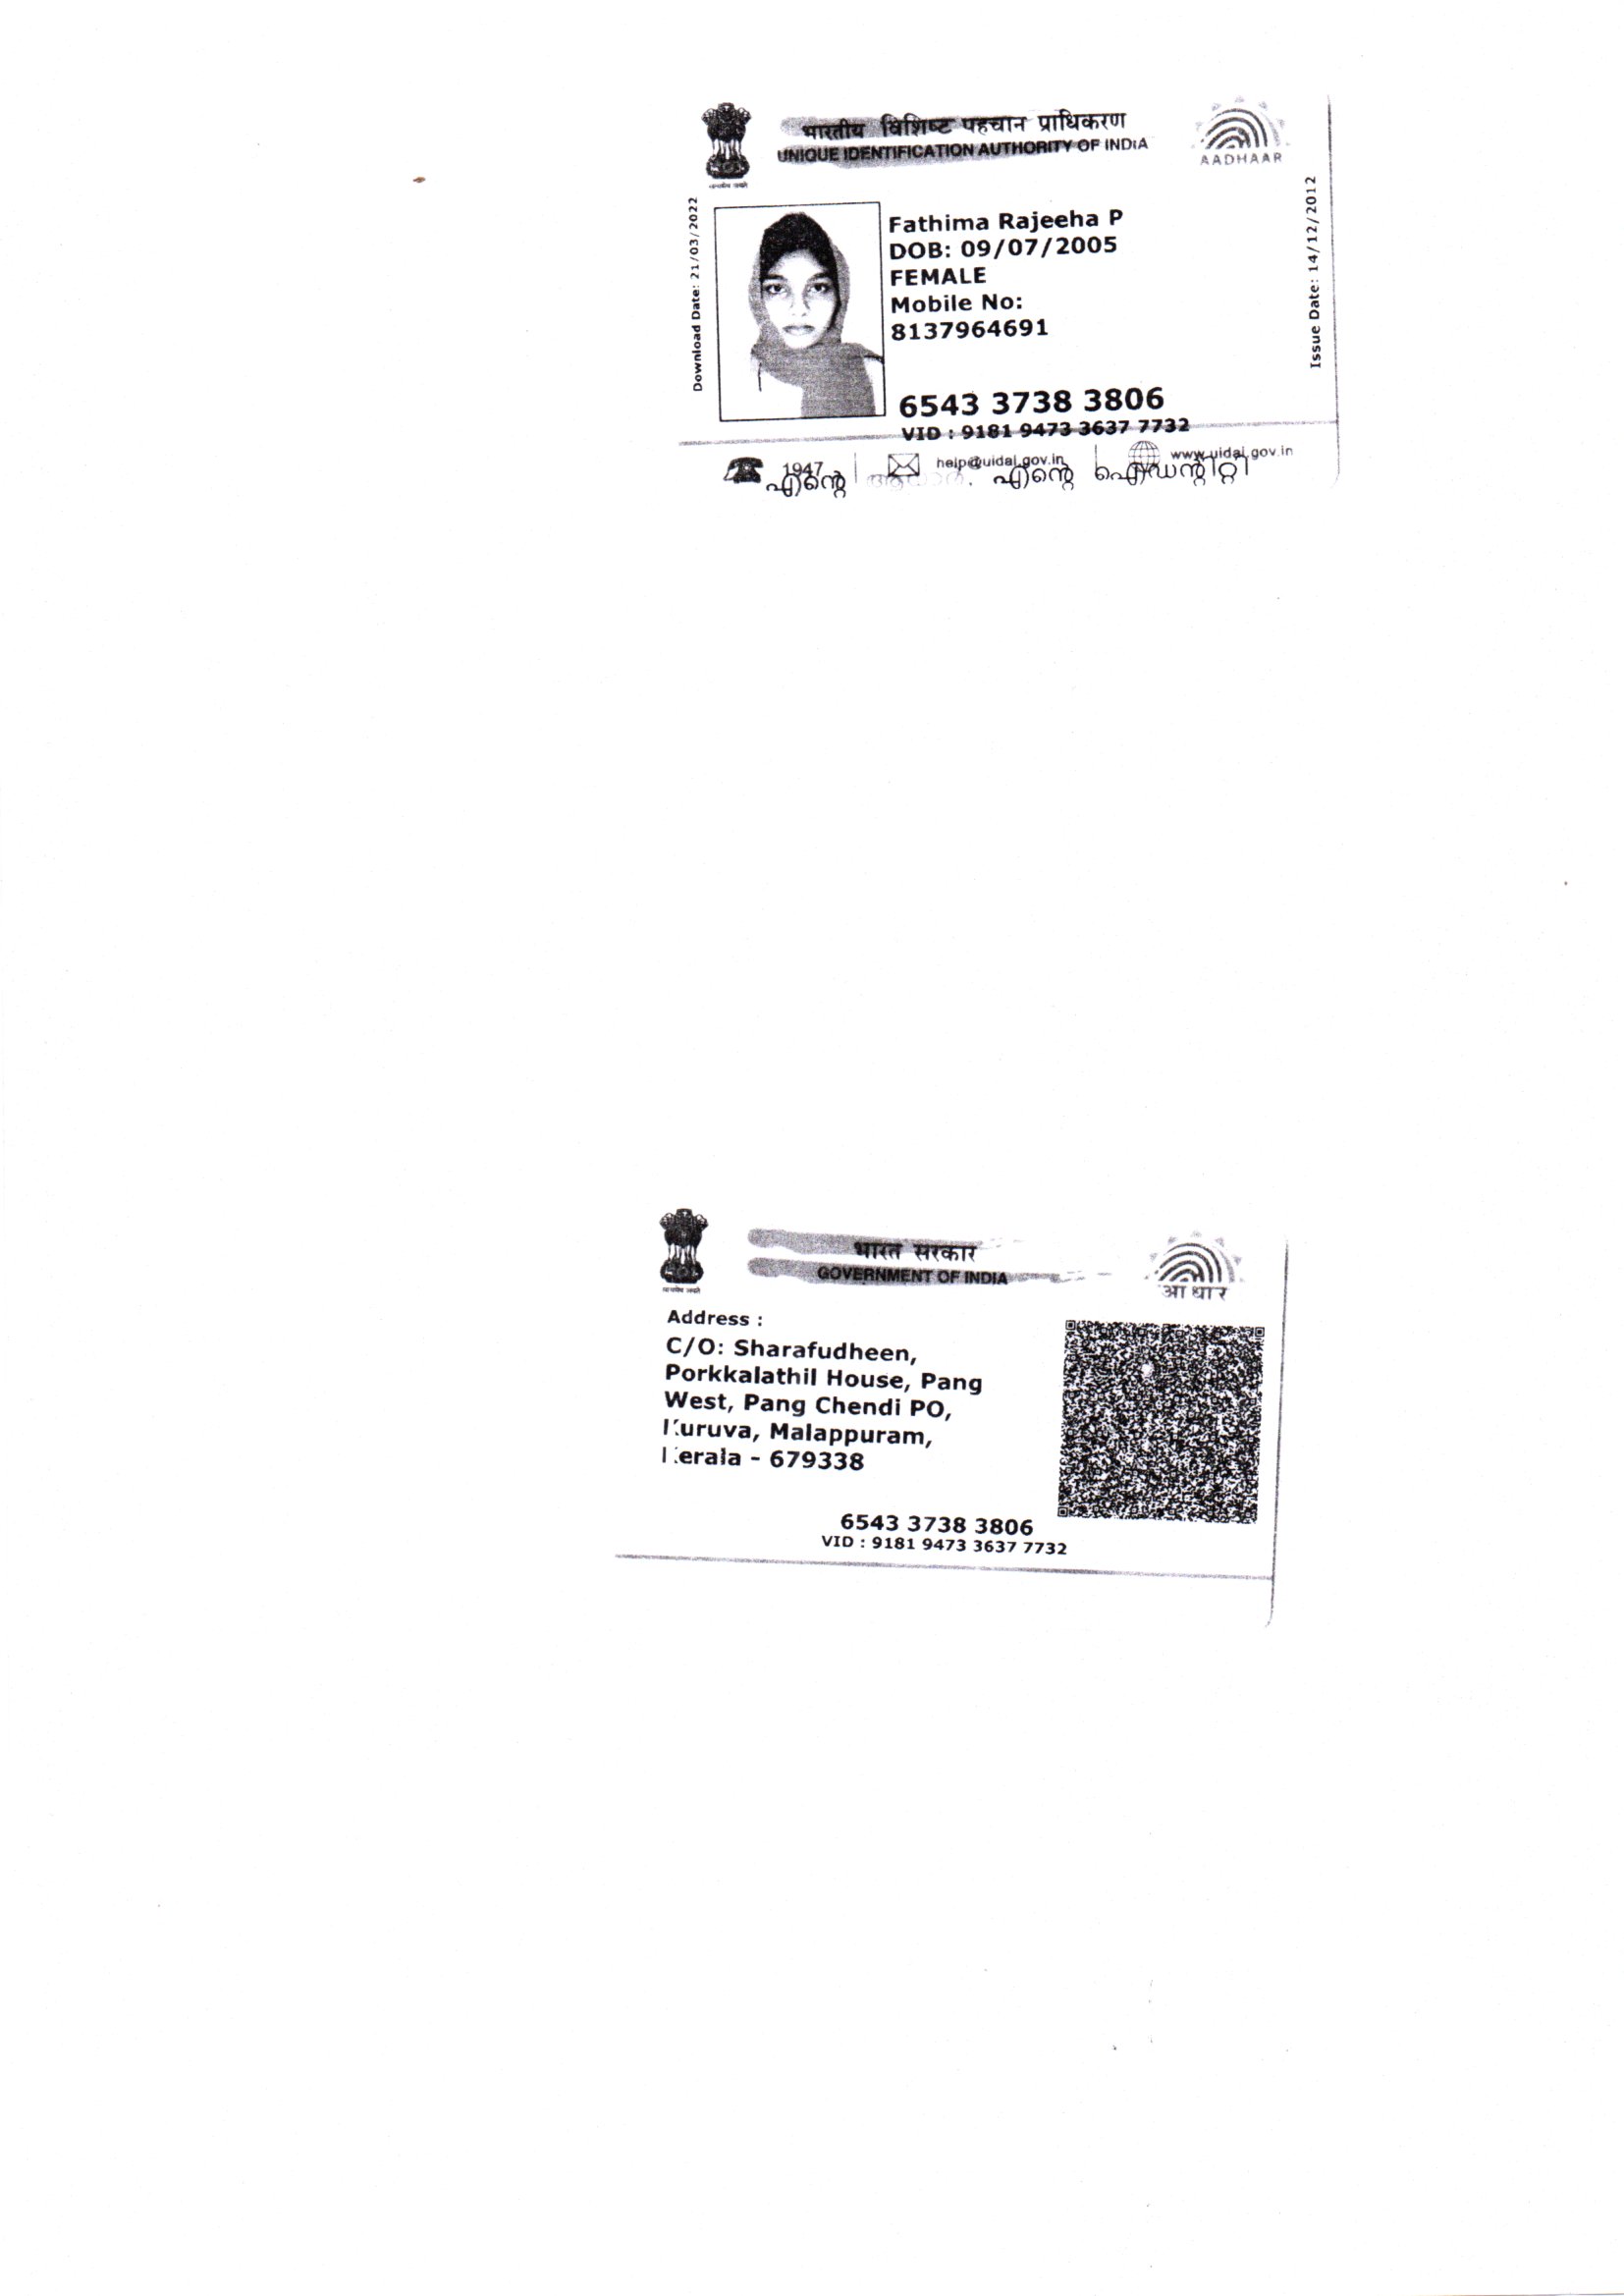 भारतीय विशिष्ट पहचान प्राधिकरण
UNIQUE IDENTIFICATION AUTHORITY OF INDIA
AADHAAR
Download Date: 21/03/2022
Issue Date: 14/12/2012
Fathima Rajeeha P
DOB: 09/07/2005
FEMALE
Mobile No:
8137964691
6543 3738 3806
VID : 9181 9473 3637 7732
1947
help@uidai.gov.in
www.uidai.gov.in
എന്റെ ആധാർ. എന്റെ ഐഡന്റിറ്റി
भारत सरकार
GOVERNMENT OF INDIA
आधार
Address :
C/O: Sharafudheen,
Porkkalathil House, Pang
West, Pang Chendi PO,
Kuruva, Malappuram,
Kerala - 679338
6543 3738 3806
VID : 9181 9473 3637 7732